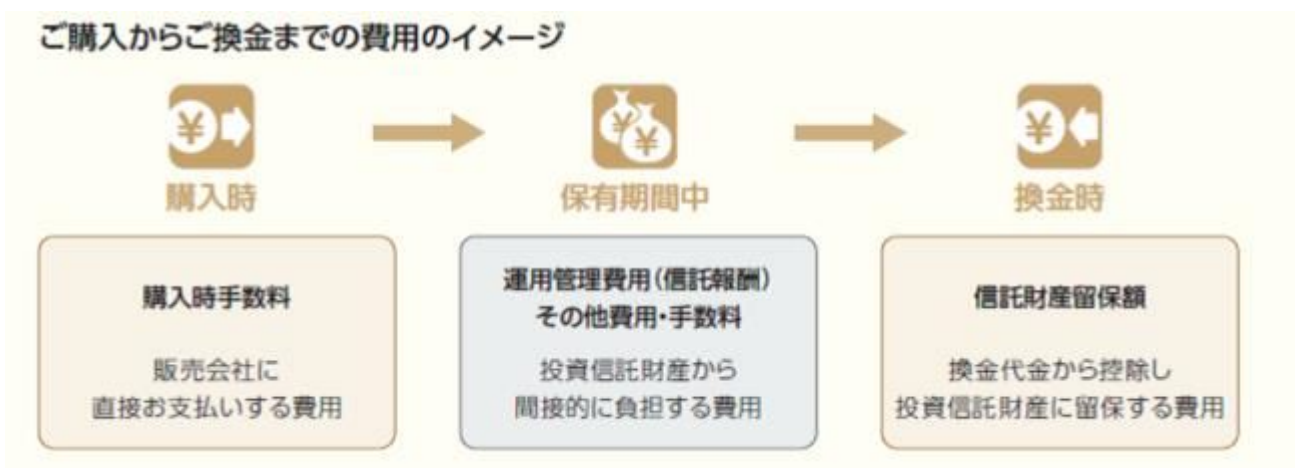 ご購入からご換金までの費用のイメージ
¥
購入時
¥ ¥
保有期間中
¥
換金時
購入時手数料
販売会社に
直接お支払いする費用
運用管理費用(信託報酬)
その他費用・手数料
投資信託財産から
間接的に負担する費用
信託財産留保額
換金代金から控除し
投資信託財産に留保する費用